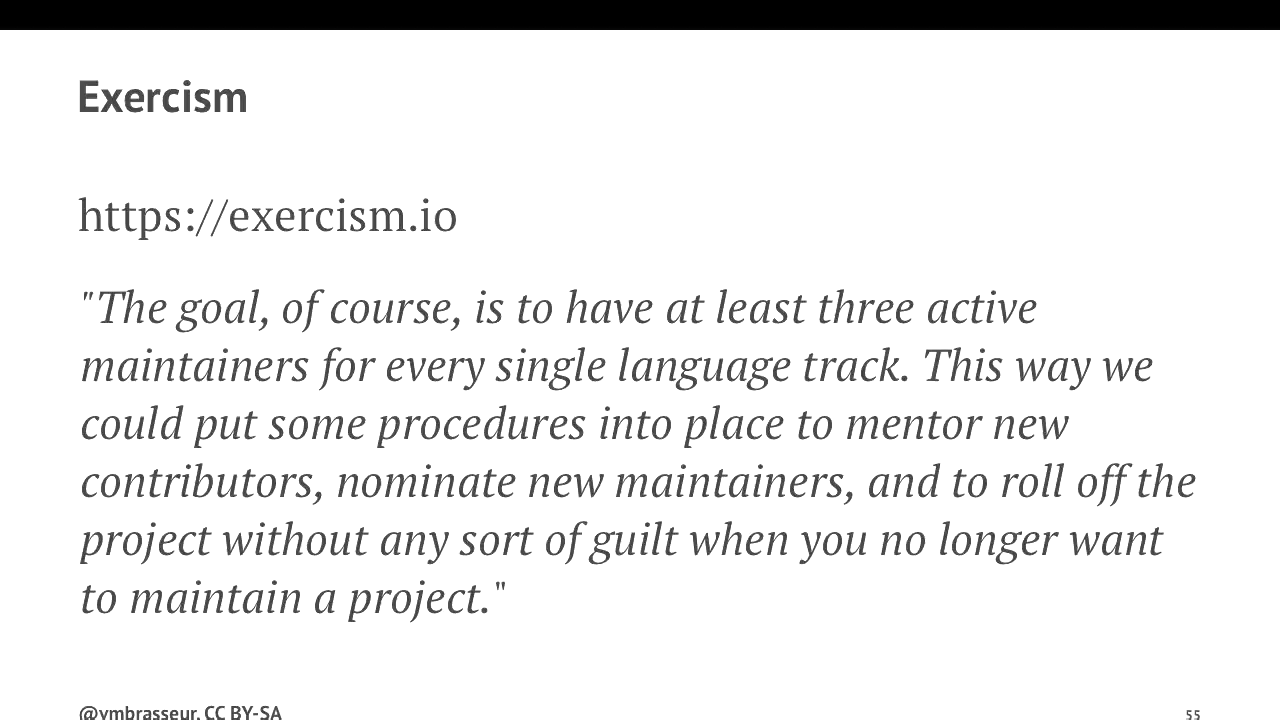 Exercism
https://exercism.io
"The goal, of course, is to have at least three active
maintainers for every single language track. This way we
could put some procedures into place to mentor new
contributors, nominate new maintainers, and to roll off the
project without any sort of guilt when you no longer want
to maintain a project."
@vmbrasseur, CC BY-SA
55